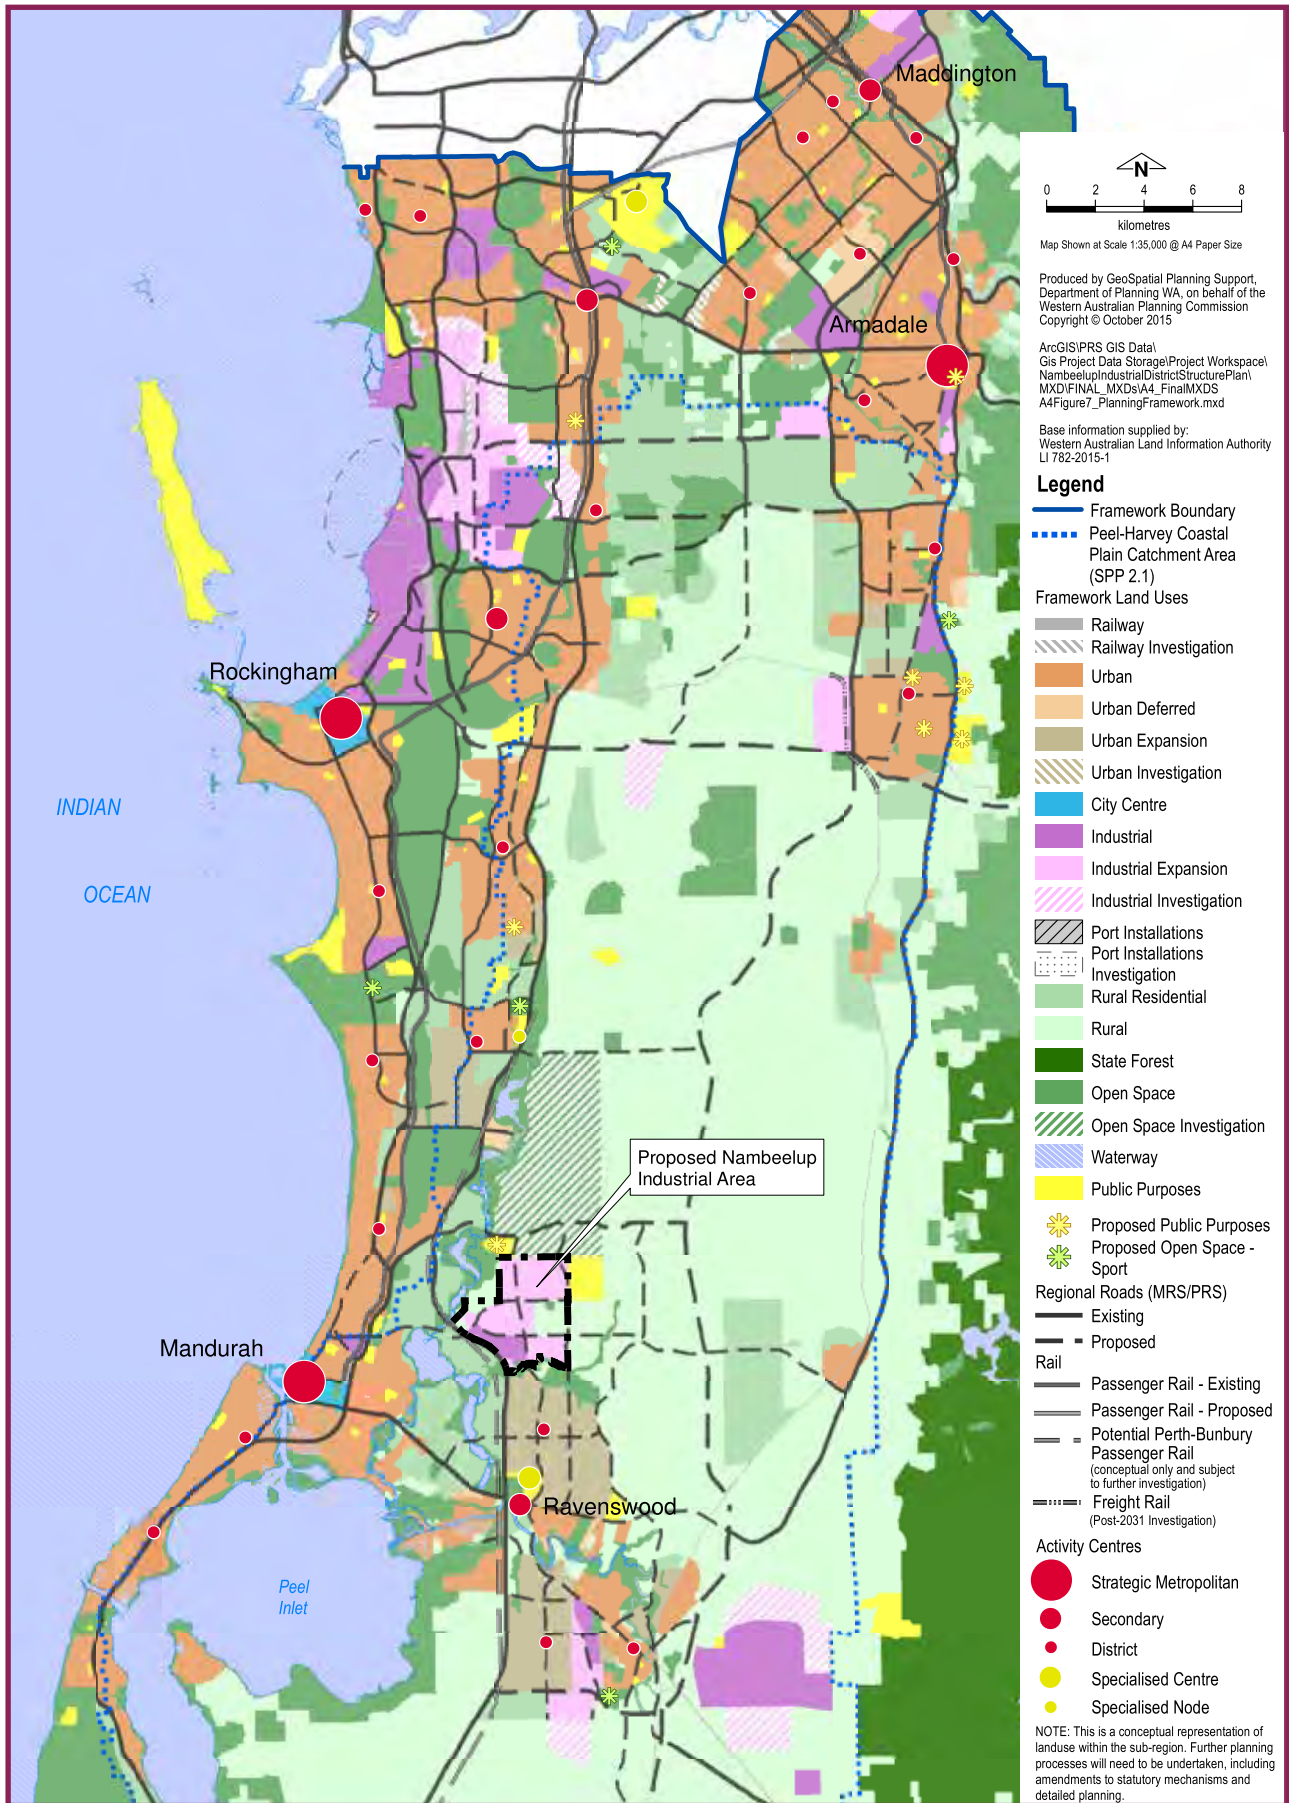 Maddington
Armadale
Rockingham
INDIAN
OCEAN
Proposed Nambeelup
Industrial Area
Mandurah
Ravenswood
Peel
Inlet
N
0 2 4 6 8
kilometres
Map Shown at Scale 1:35,000 @ A4 Paper Size
Produced by GeoSpatial Planning Support,
Department of Planning WA, on behalf of the
Western Australian Planning Commission
Copyright © October 2015
ArcGIS\PRS GIS Data\
Gis Project Data Storage\Project Workspace\
NambeelupIndustrialDistrictStructurePlan\
MXD\FINAL_MXDs\A4_FinalMXDS
A4Figure7_PlanningFramework.mxd
Base information supplied by:
Western Australian Land Information Authority
LI 782-2015-1
Legend
Framework Boundary
Peel-Harvey Coastal
Plain Catchment Area
(SPP 2.1)
Framework Land Uses
Railway
Railway Investigation
Urban
Urban Deferred
Urban Expansion
Urban Investigation
City Centre
Industrial
Industrial Expansion
Industrial Investigation
Port Installations
Port Installations
Investigation
Rural Residential
Rural
State Forest
Open Space
Open Space Investigation
Waterway
Public Purposes
Proposed Public Purposes
Proposed Open Space -
Sport
Regional Roads (MRS/PRS)
Existing
Proposed
Rail
Passenger Rail - Existing
Passenger Rail - Proposed
Potential Perth-Bunbury
Passenger Rail
(conceptual only and subject
to further investigation)
Freight Rail
(Post-2031 Investigation)
Activity Centres
Strategic Metropolitan
Secondary
District
Specialised Centre
Specialised Node
NOTE: This is a conceptual representation of
landuse within the sub-region. Further planning
processes will need to be undertaken, including
amendments to statutory mechanisms and
detailed planning.